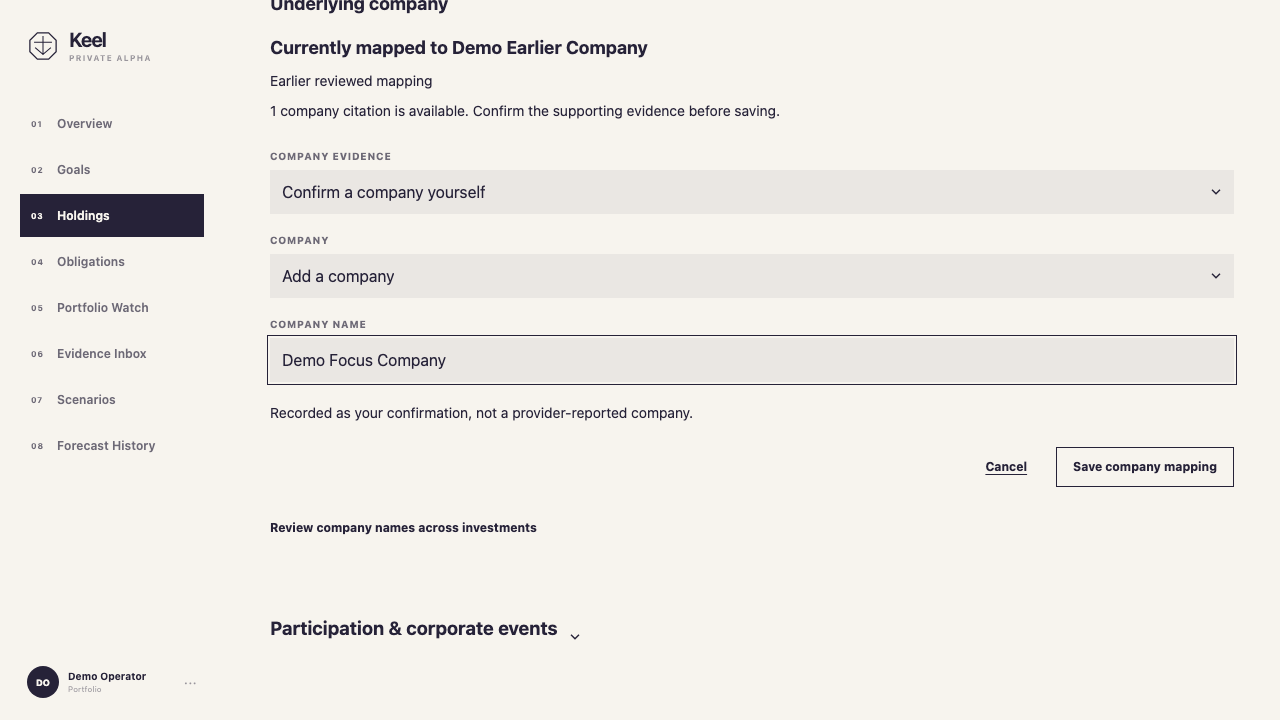 Keel
PRIVATE ALPHA
01 Overview
02 Goals
03 Holdings
04 Obligations
05 Portfolio Watch
06 Evidence Inbox
07 Scenarios
08 Forecast History
DO
Demo Operator
Portfolio
...
Underlying company
Currently mapped to Demo Earlier Company
Earlier reviewed mapping
1 company citation is available. Confirm the supporting evidence before saving.
COMPANY EVIDENCE
Confirm a company yourself
COMPANY
Add a company
COMPANY NAME
Demo Focus Company
Recorded as your confirmation, not a provider-reported company.
Cancel
Save company mapping
Review company names across investments
Participation & corporate events